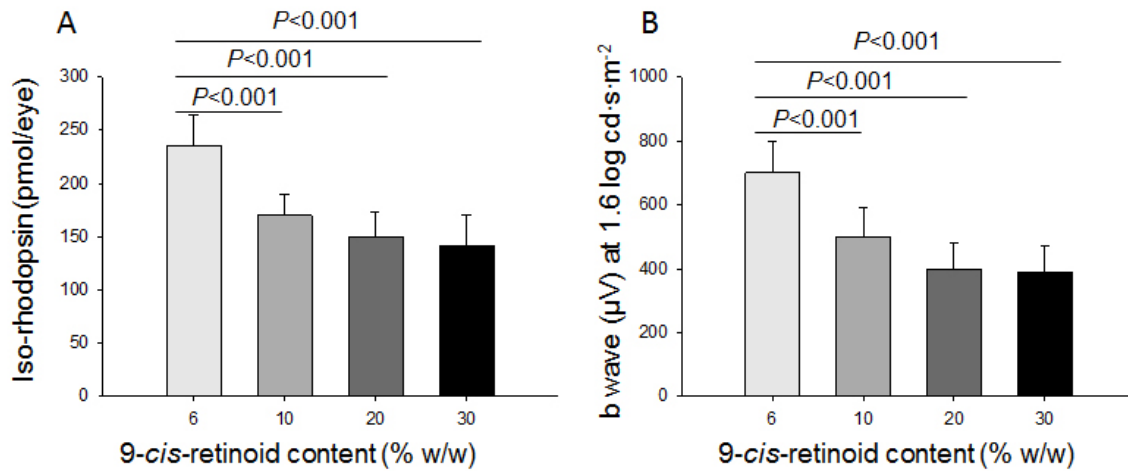 A
P<0.001
P<0.001
P<0.001
Iso-rhodopsin (pmol/eye)
300
250
200
150
100
50
0
6 10 20 30
9-cis-retinoid content (% w/w)
B
P<0.001
P<0.001
P<0.001
b wave (µV) at 1.6 log cd·s·m-2
1000
800
600
400
200
0
6 10 20 30
9-cis-retinoid content (% w/w)